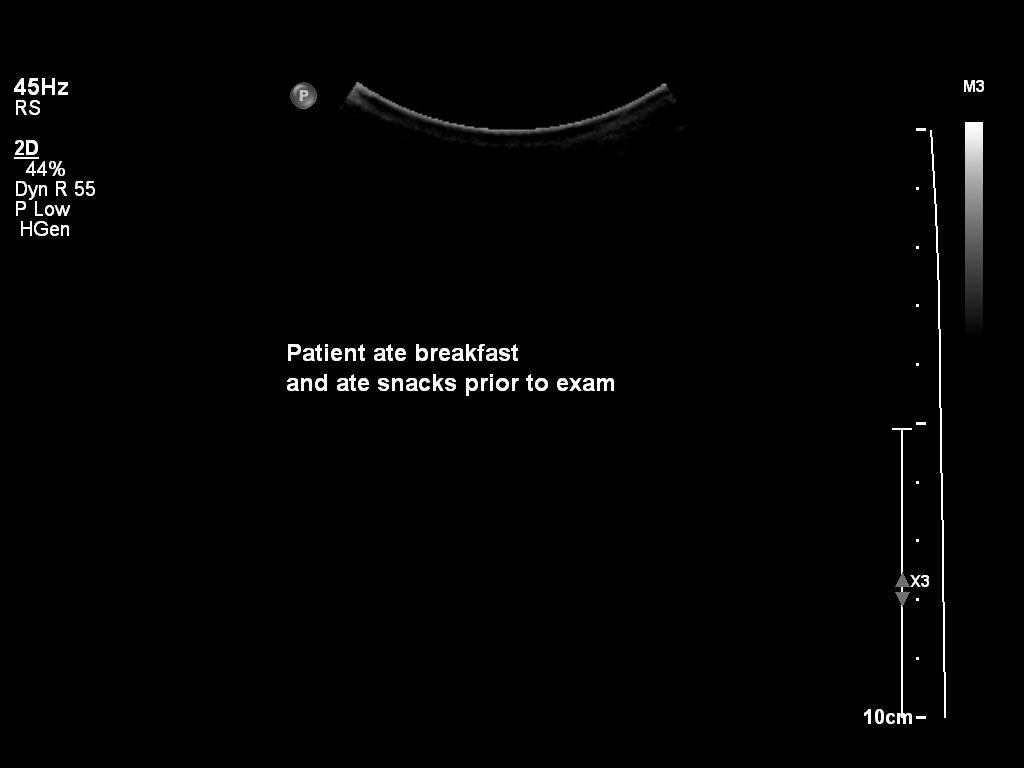 45Hz
RS
P
M3
2D
44%
Dyn R 55
P Low
HGen
Patient ate breakfast
and ate snacks prior to exam
X3
10cm